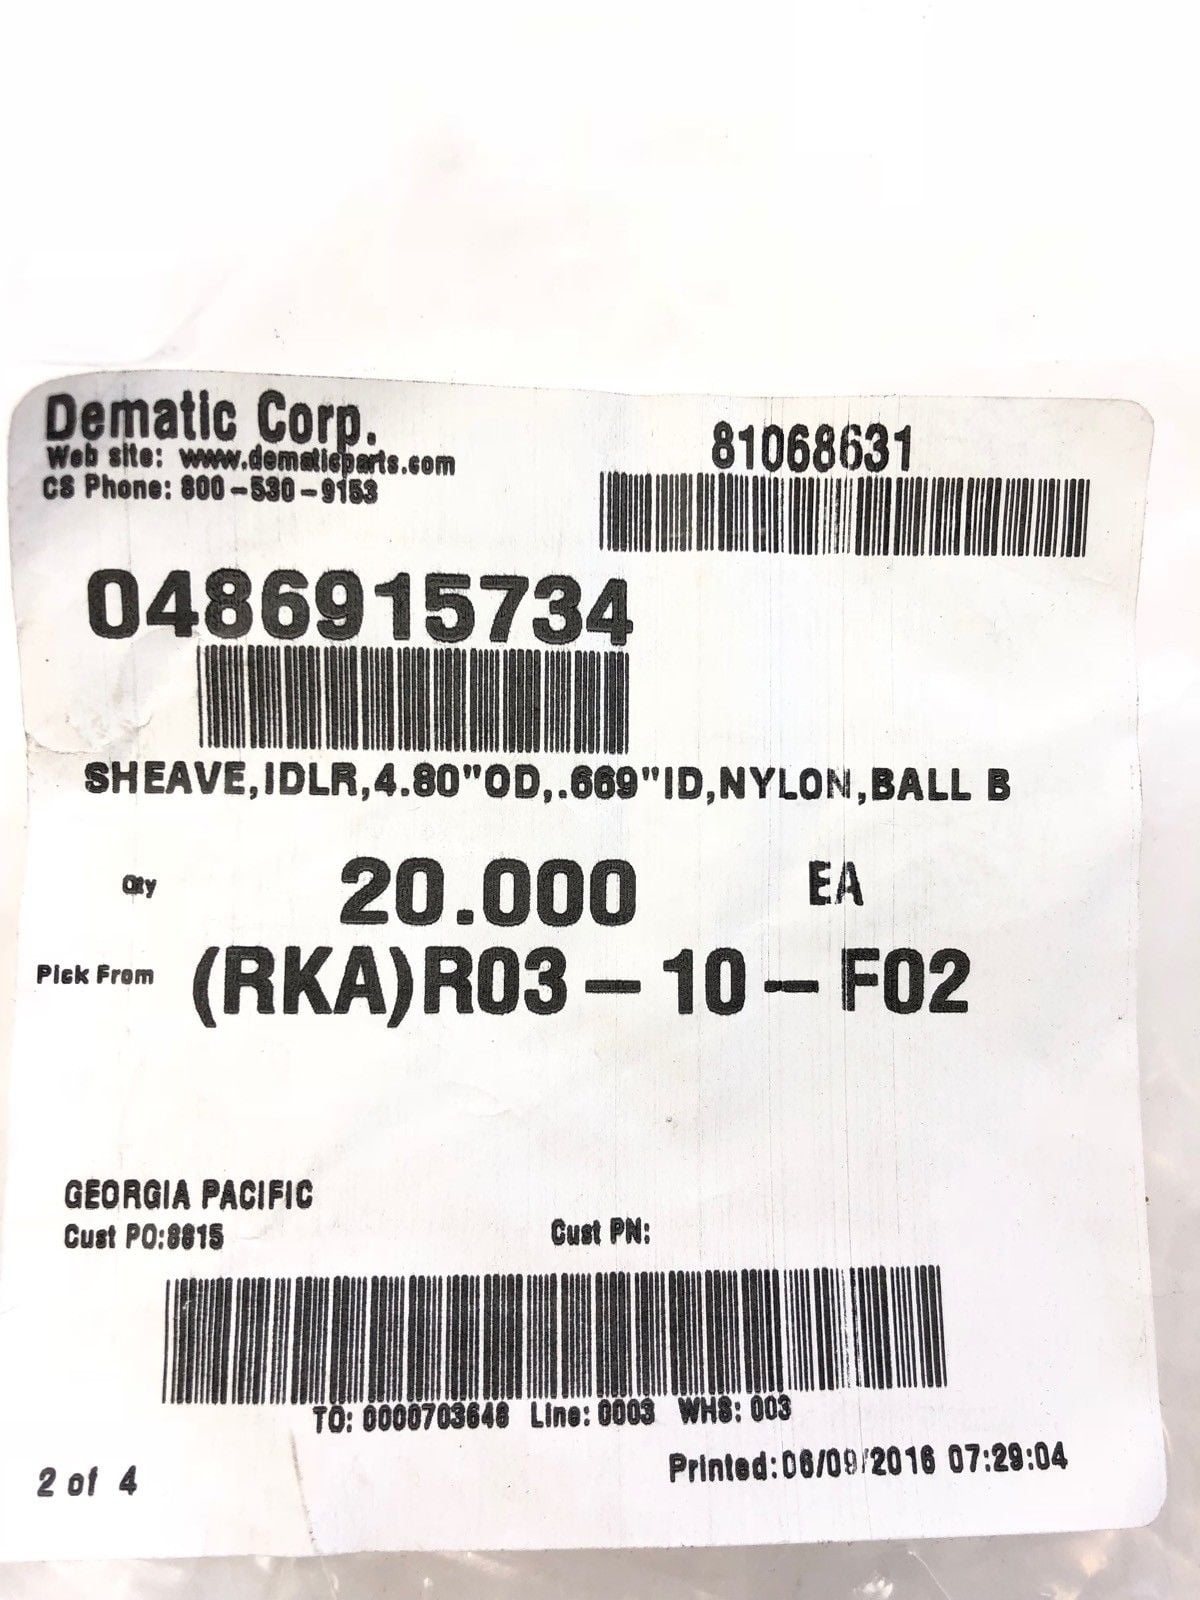 Dematic Corp.
Web site: www.dematicparts.com
CS Phone: 800-530-9153
81068631
0486915734
SHEAVE,IDLR,4.80"OD,.669"ID,NYLON,BALL B
Qty 20.000 EA
Pick From (RKA)R03-10-F02
GEORGIA PACIFIC
Cust PO:8815 Cust PN:
TO: 0000703648 Line: 0003 WHS: 003
2 of 4
Printed:06/09/2016 07:29:04